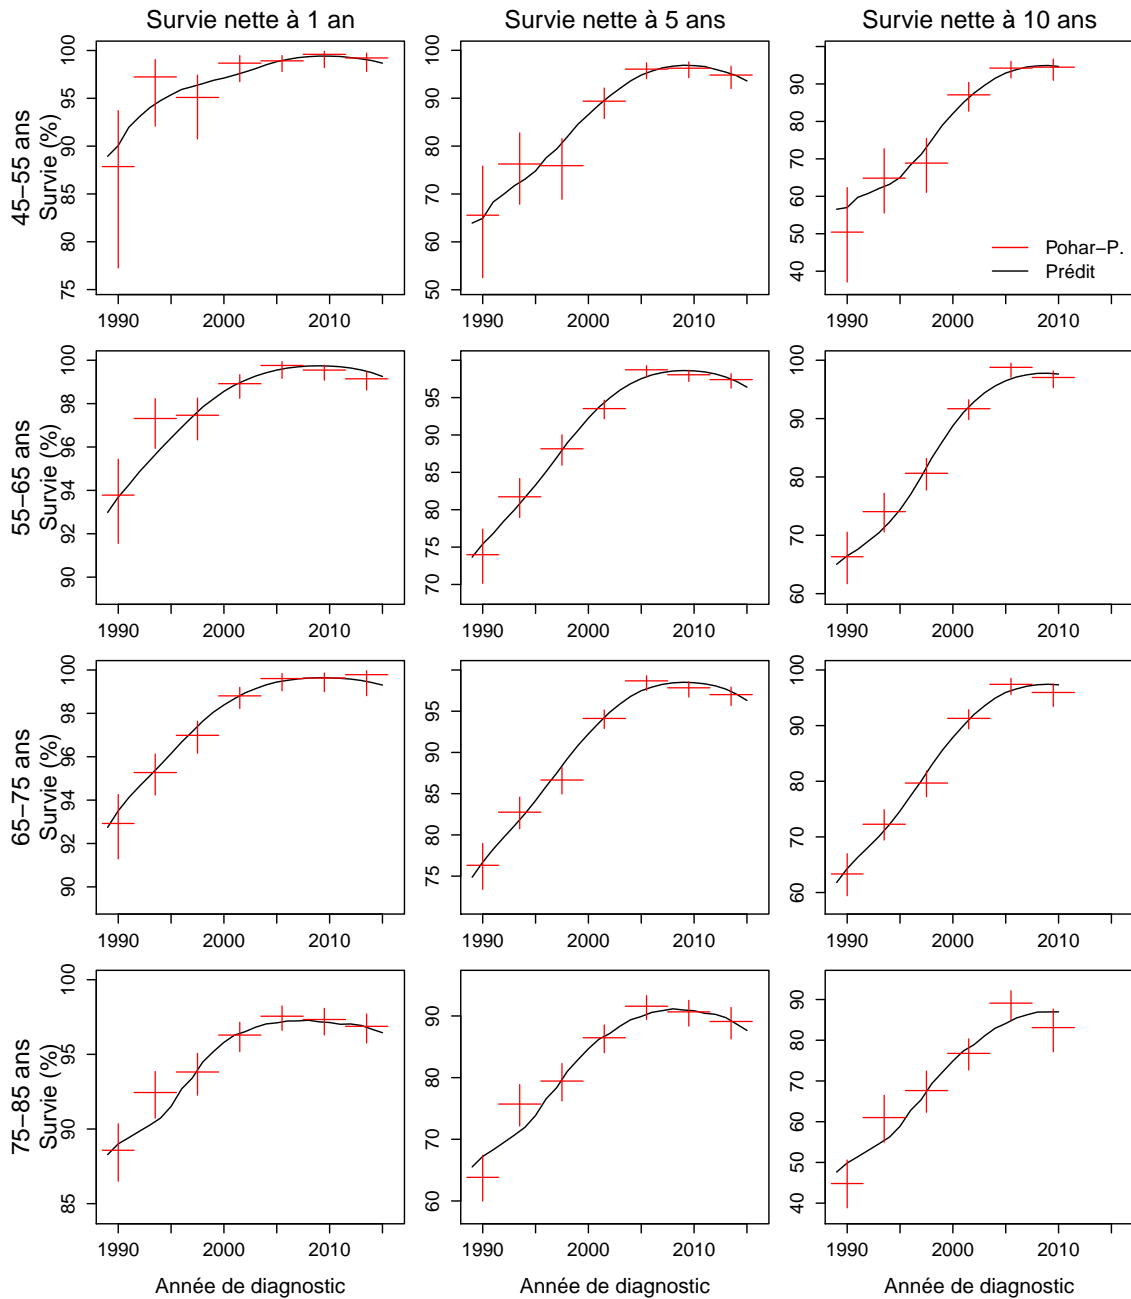 Survie nette à 1 an
Survie nette à 5 ans
Survie nette à 10 ans
45−55 ans
Survie (%)
75 80 85 90 95 100
1990 2000 2010
50 60 70 80 90 100
1990 2000 2010
40 50 60 70 80 90
1990 2000 2010
Pohar−P.
Prédit
55−65 ans
Survie (%)
90 92 94 96 98 100
1990 2000 2010
70 75 80 85 90 95
1990 2000 2010
60 70 80 90 100
1990 2000 2010
65−75 ans
Survie (%)
90 92 94 96 98 100
1990 2000 2010
75 80 85 90 95
1990 2000 2010
60 70 80 90 100
1990 2000 2010
75−85 ans
Survie (%)
85 90 95 100
1990 2000 2010
60 70 80 90
1990 2000 2010
40 50 60 70 80 90
1990 2000 2010
Année de diagnostic
Année de diagnostic
Année de diagnostic